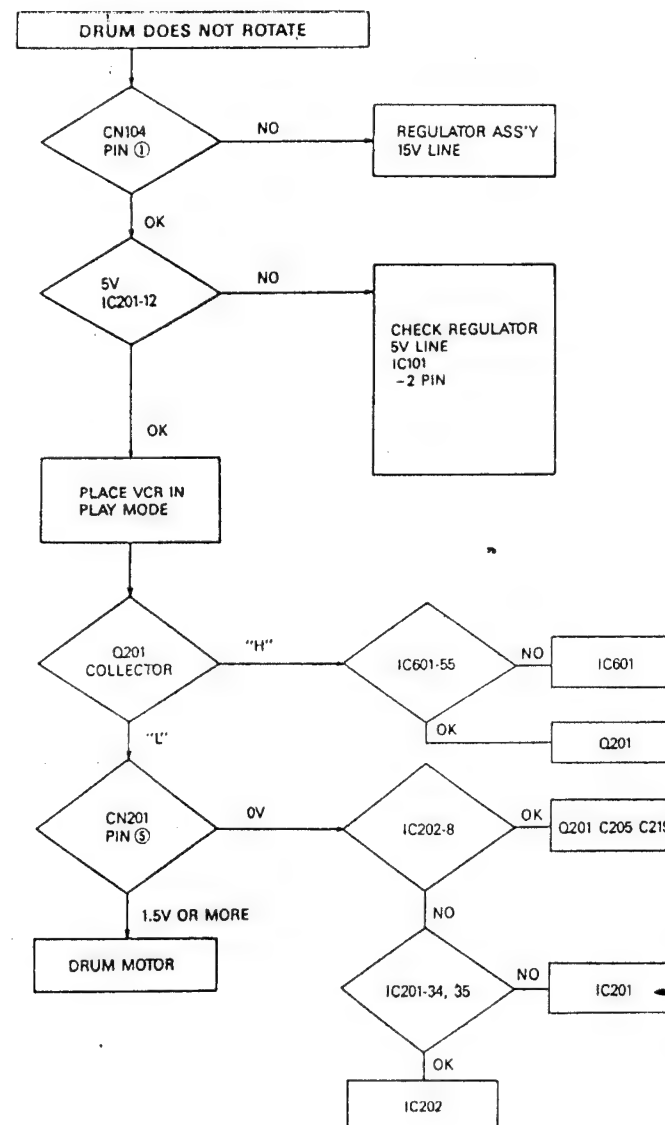 DRUM DOES NOT ROTATE
CN104
PIN ①
NO
REGULATOR ASS'Y
15V LINE
OK
5V
IC201-12
NO
CHECK REGULATOR
5V LINE
IC101
-2 PIN
OK
PLACE VCR IN
PLAY MODE
Q201
COLLECTOR
"H"
IC601-55
NO
IC601
OK
Q201
"L"
CN201
PIN ⑤
0V
IC202-8
OK
Q201 C205
NO
1.5V OR MORE
DRUM MOTOR
IC201-34, 35
NO
IC201
OK
IC202